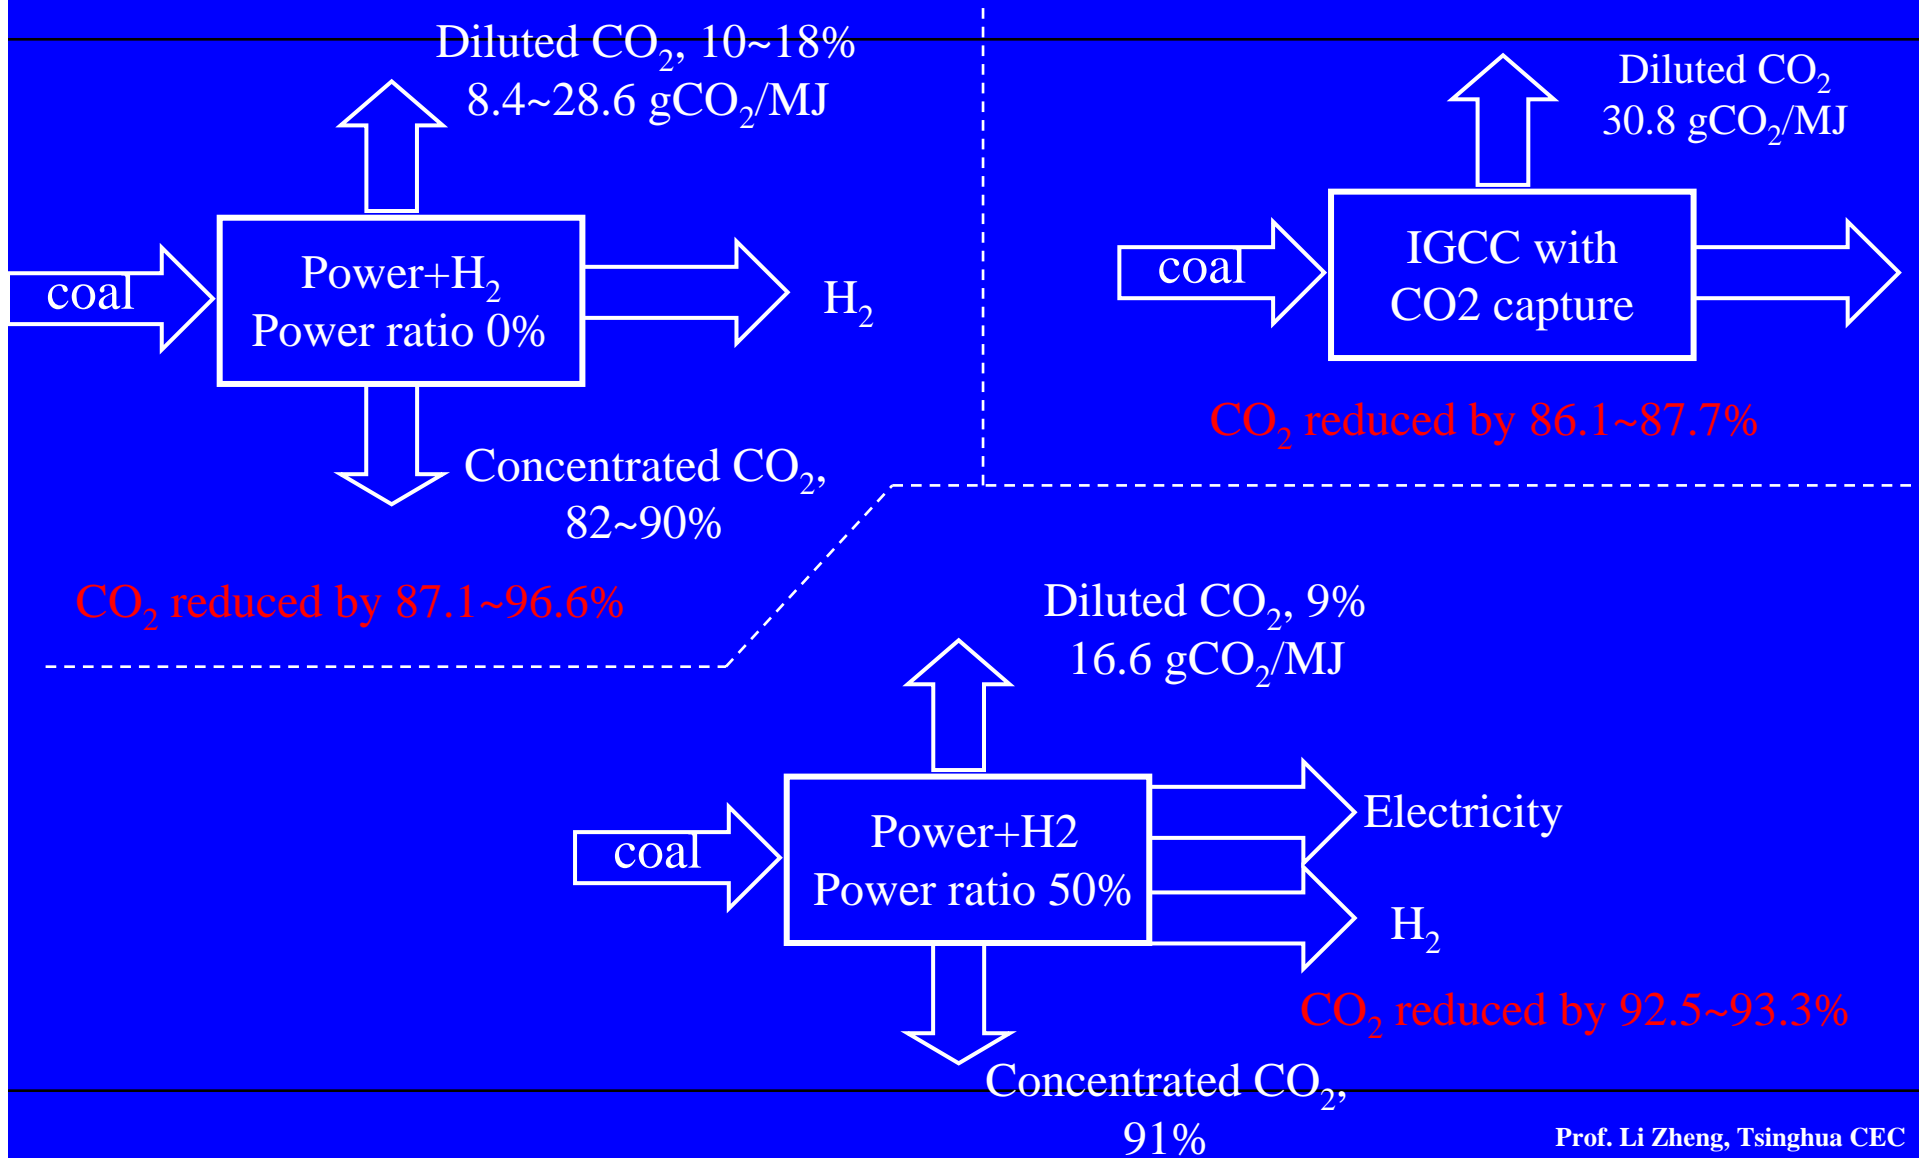 Diluted CO₂, 10~18%
8.4~28.6 gCO₂/MJ
coal
Power+H₂
Power ratio 0%
H₂
Concentrated CO₂,
82~90%
CO₂ reduced by 87.1~96.6%
Diluted CO₂
30.8 gCO₂/MJ
coal
IGCC with
CO2 capture
CO₂ reduced by 86.1~87.7%
Diluted CO₂, 9%
16.6 gCO₂/MJ
coal
Power+H2
Power ratio 50%
Electricity
H₂
CO₂ reduced by 92.5~93.3%
Concentrated CO₂,
91%
Prof. Li Zheng, Tsinghua CEC